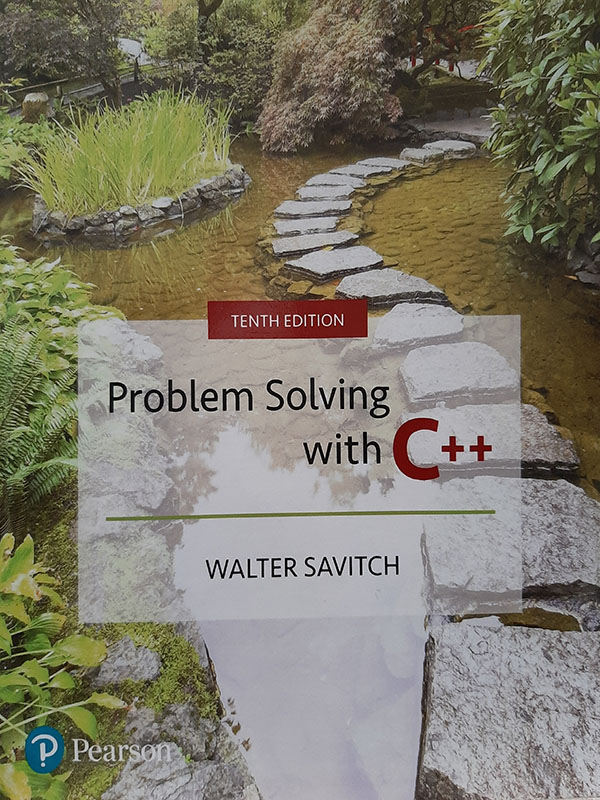 TENTH EDITION
Problem Solving
with C++
WALTER SAVITCH
P Pearson